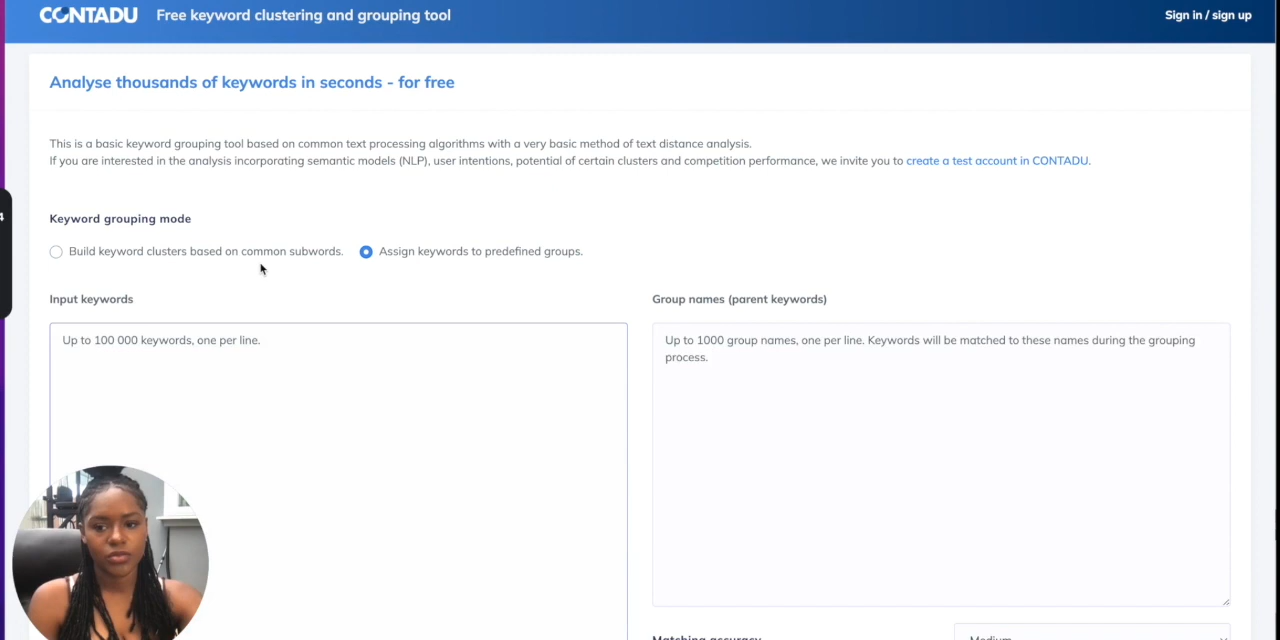 CONTADU Free keyword clustering and grouping tool Sign in / sign up
Analyse thousands of keywords in seconds - for free
This is a basic keyword grouping tool based on common text processing algorithms with a very basic method of text distance analysis.
If you are interested in the analysis incorporating semantic models (NLP), user intentions, potential of certain clusters and competition performance, we invite you to create a test account in CONTADU.
Keyword grouping mode
Build keyword clusters based on common subwords. Assign keywords to predefined groups.
Input keywords
Up to 100 000 keywords, one per line.
Group names (parent keywords)
Up to 1000 group names, one per line. Keywords will be matched to these names during the grouping
process.
Matching accuracy
Medium
4